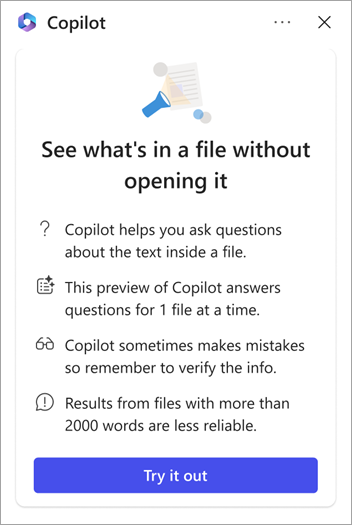 Copilot
See what's in a file without
opening it
Copilot helps you ask questions
about the text inside a file.
This preview of Copilot answers
questions for 1 file at a time.
Copilot sometimes makes mistakes
so remember to verify the info.
Results from files with more than
2000 words are less reliable.
Try it out